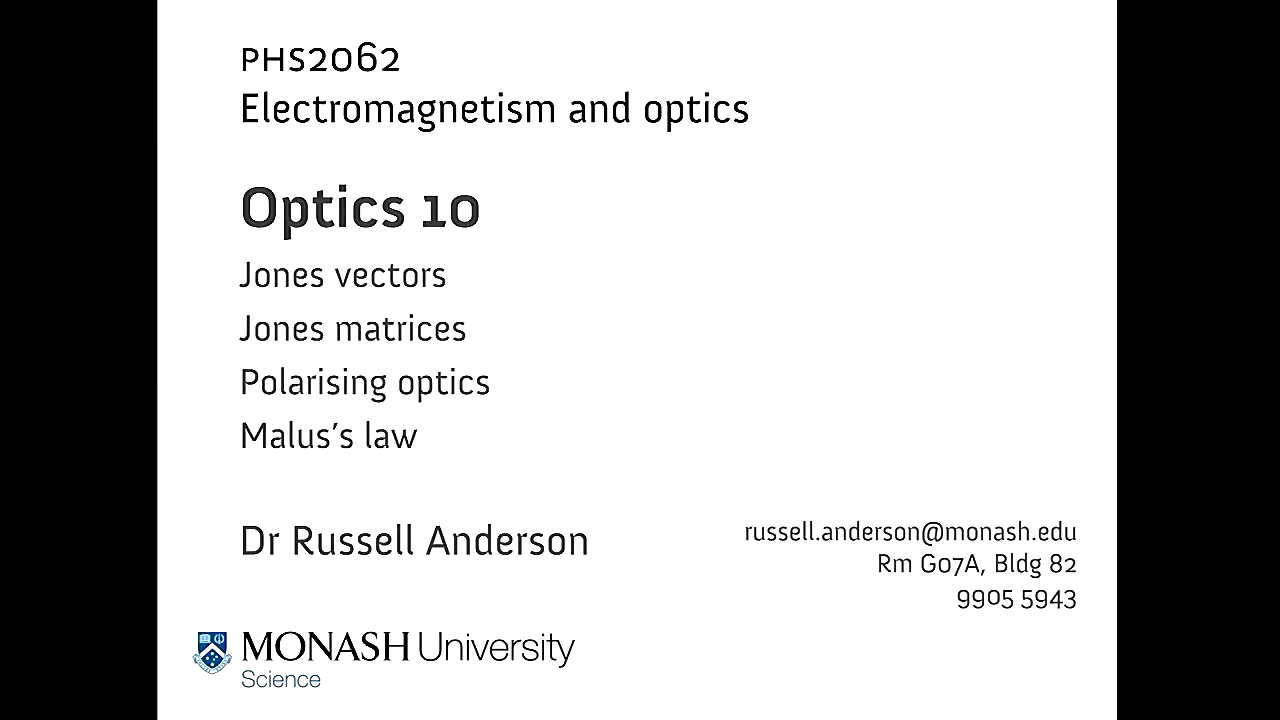 PHS2062
Electromagnetism and optics
Optics 10
Jones vectors
Jones matrices
Polarising optics
Malus’s law
Dr Russell Anderson
russell.anderson@monash.edu
Rm G07A, Bldg 82
9905 5943
MONASH University
Science